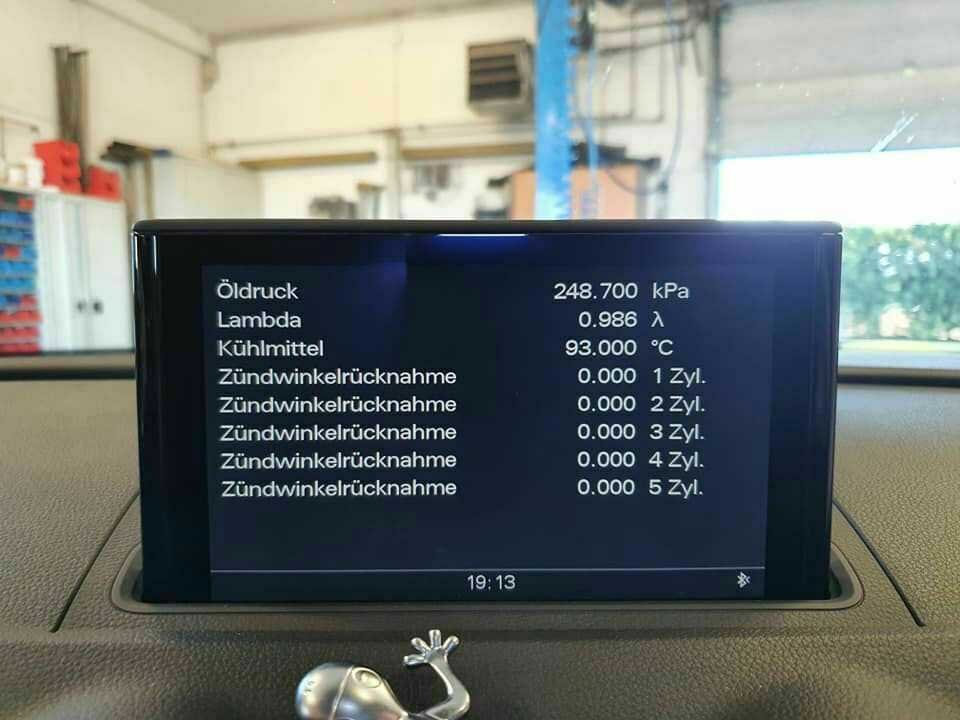 Öldruck 248.700 kPa
Lambda 0.986 λ
Kühlmittel 93.000 °C
Zündwinkelrücknahme 0.000 1 Zyl.
Zündwinkelrücknahme 0.000 2 Zyl.
Zündwinkelrücknahme 0.000 3 Zyl.
Zündwinkelrücknahme 0.000 4 Zyl.
Zündwinkelrücknahme 0.000 5 Zyl.
19:13